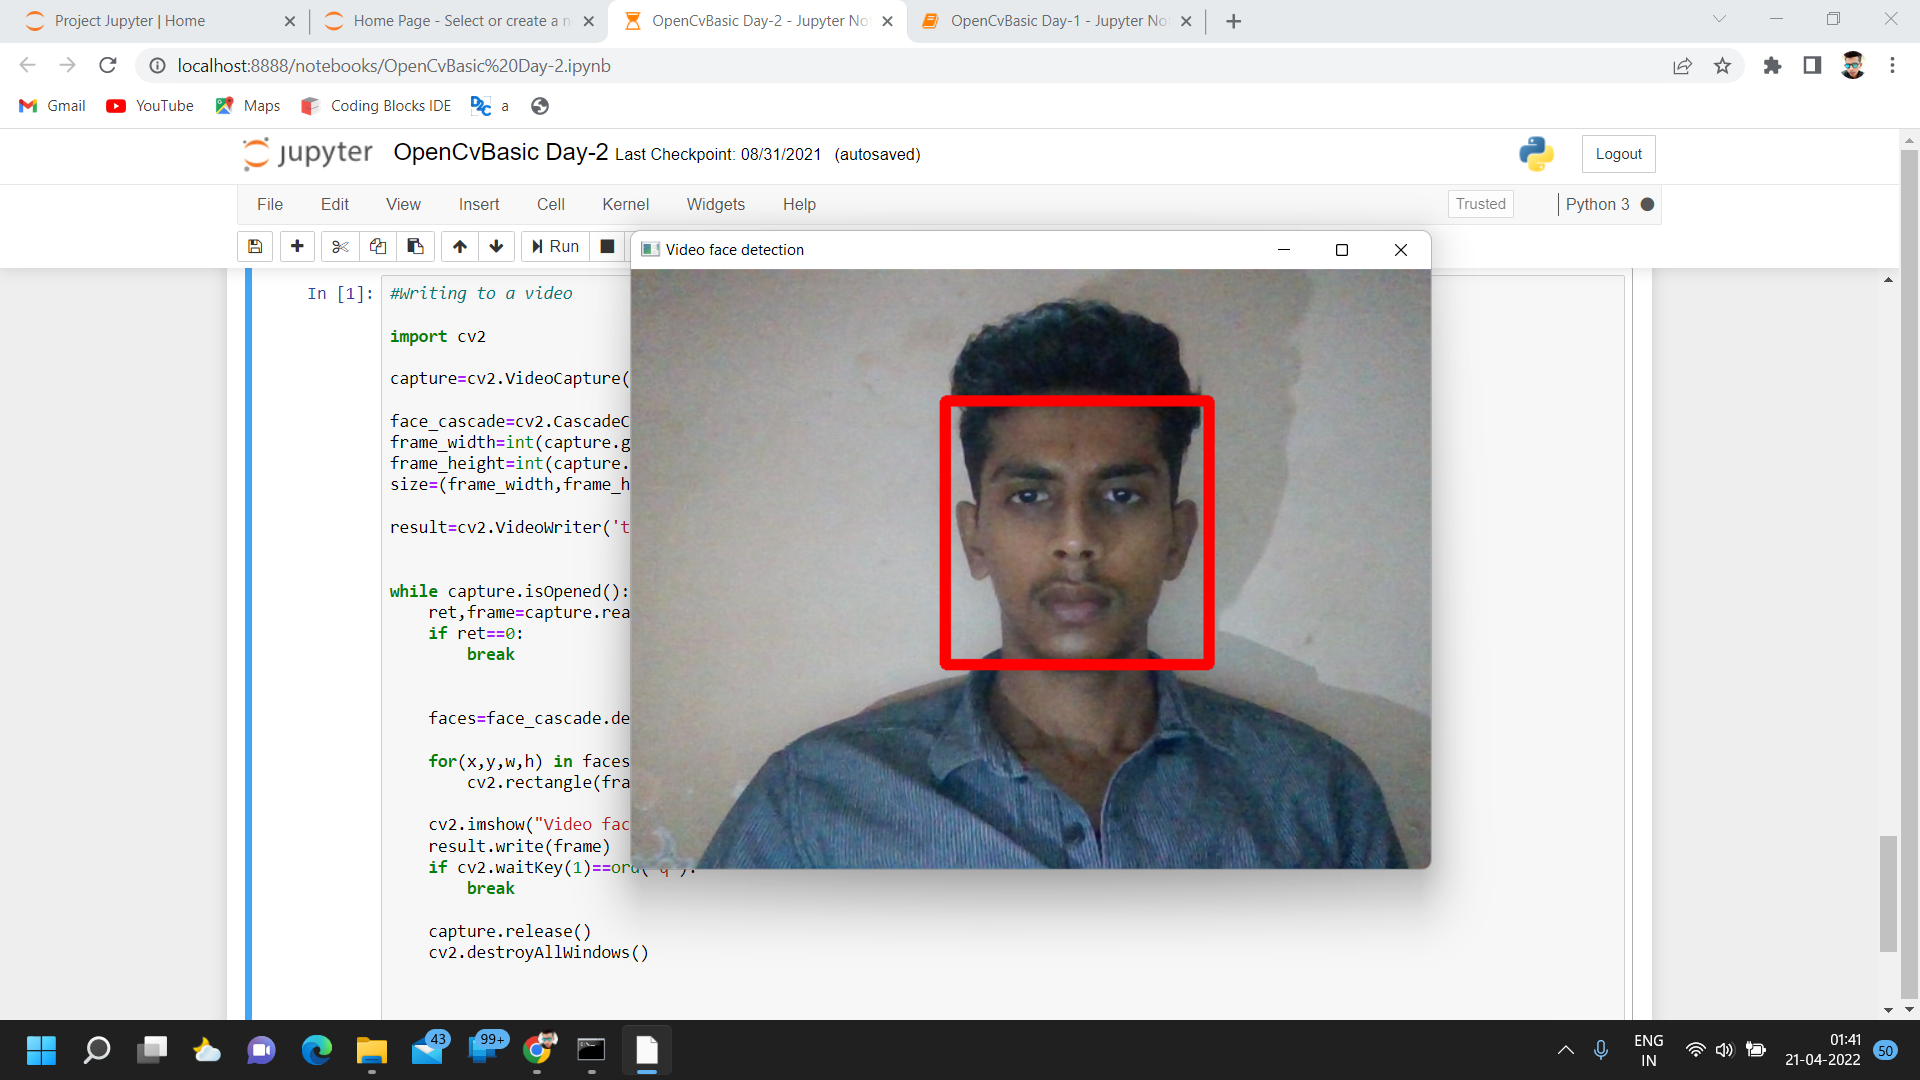 Project Jupyter | Home
Home Page - Select or create a n
OpenCvBasic Day-2 - Jupyter No
OpenCvBasic Day-1 - Jupyter No
localhost:8888/notebooks/OpenCvBasic%20Day-2.ipynb
Gmail
YouTube
Maps
Coding Blocks IDE
a
jupyter
OpenCvBasic Day-2 Last Checkpoint: 08/31/2021 (autosaved)
Logout
File Edit View Insert Cell Kernel Widgets Help
Trusted
Python 3
Run
Video face detection
In [1]:
#Writing to a video
import cv2
capture=cv2.VideoCapture(
face_cascade=cv2.CascadeC
frame_width=int(capture.g
frame_height=int(capture.
size=(frame_width,frame_h
result=cv2.VideoWriter('t
while capture.isOpened():
ret,frame=capture.rea
if ret==0:
break
faces=face_cascade.de
for(x,y,w,h) in faces
cv2.rectangle(fra
cv2.imshow("Video fac
result.write(frame)
if cv2.waitKey(1)==ord('q'):
break
capture.release()
cv2.destroyAllWindows()
43
99+
ENG
IN
01:41
21-04-2022
50